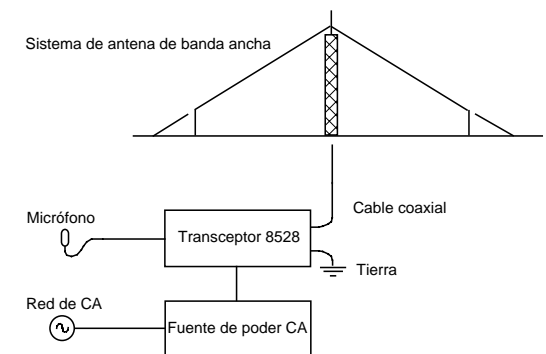 Sistema de antena de banda ancha
Cable coaxial
Micrófono
Transceptor 8528
Tierra
Red de CA
Fuente de poder CA